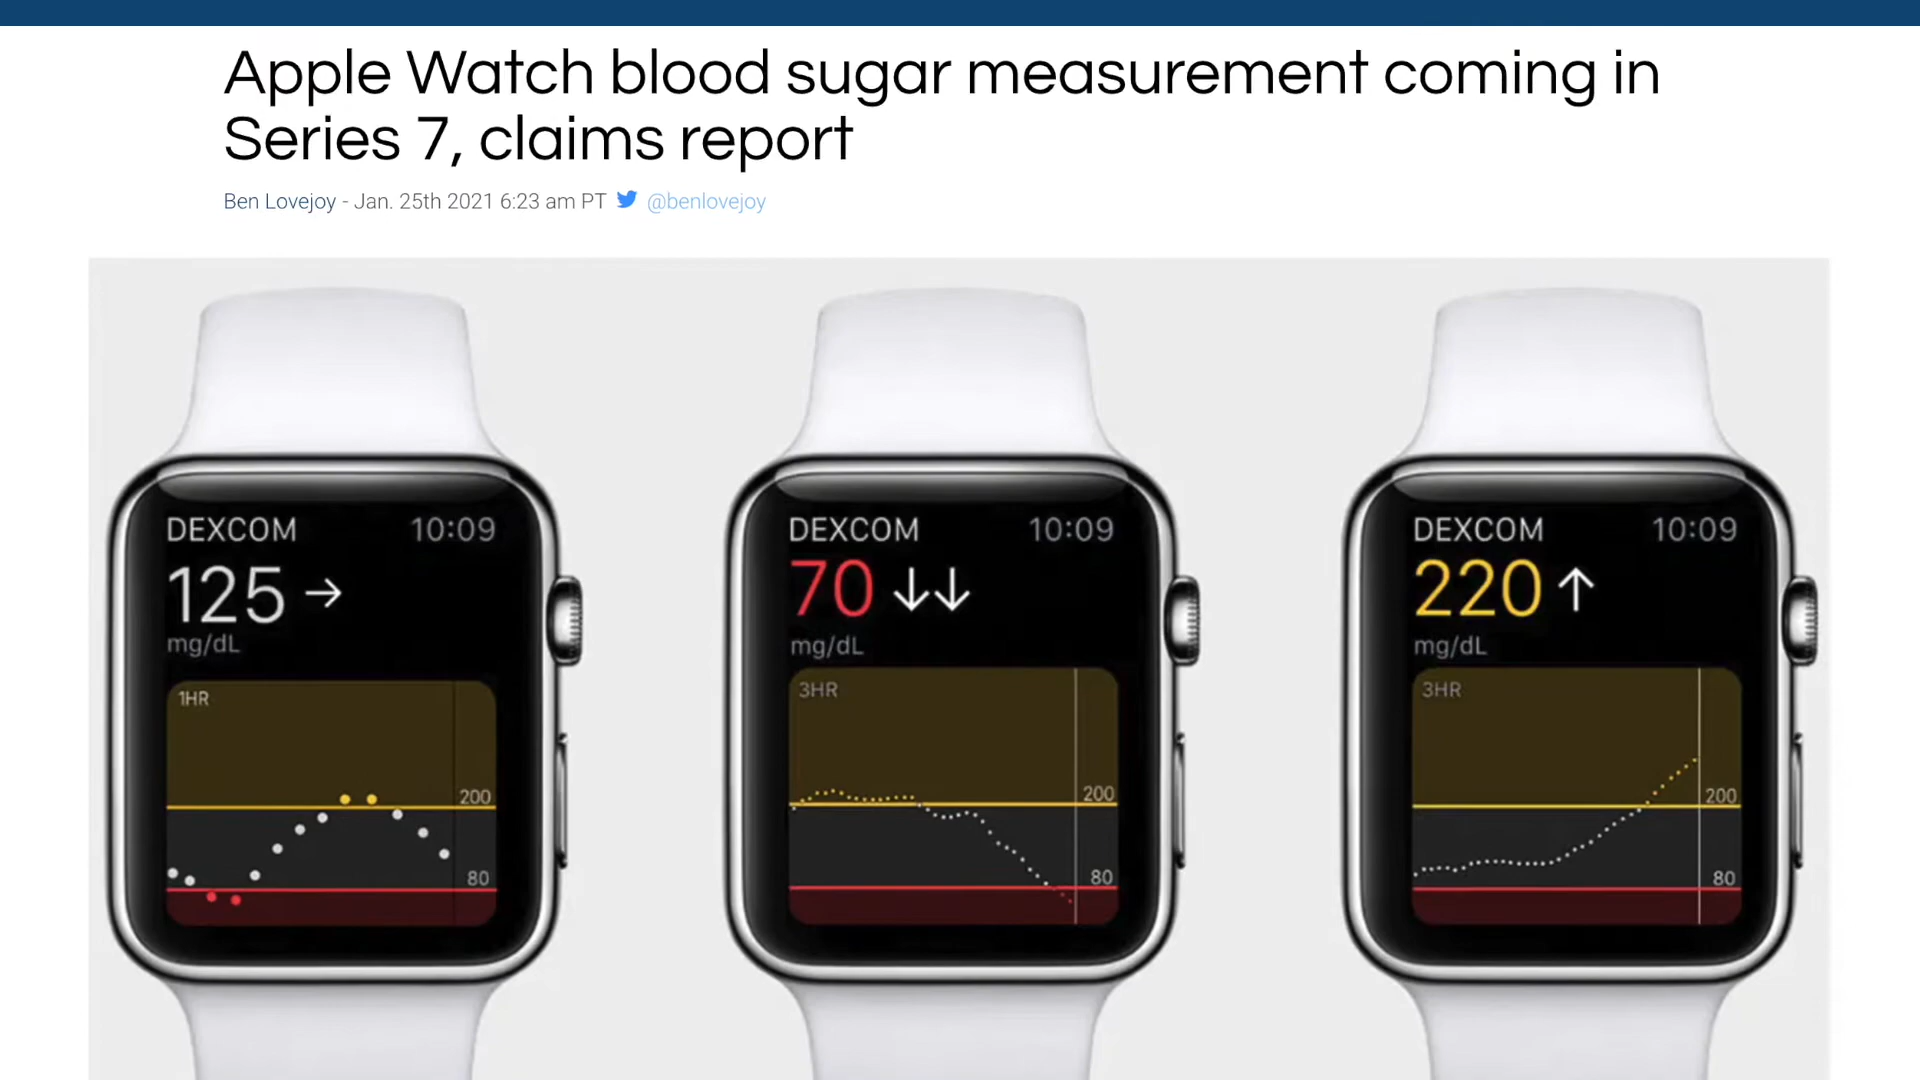 Apple Watch blood sugar measurement coming in
Series 7, claims report
Ben Lovejoy - Jan. 25th 2021 6:23 am PT @benlovejoy
DEXCOM 10:09
125 →
mg/dL
1HR
200
80
DEXCOM 10:09
70 ↓↓
mg/dL
3HR
200
80
DEXCOM 10:09
220 ↑
mg/dL
3HR
200
80